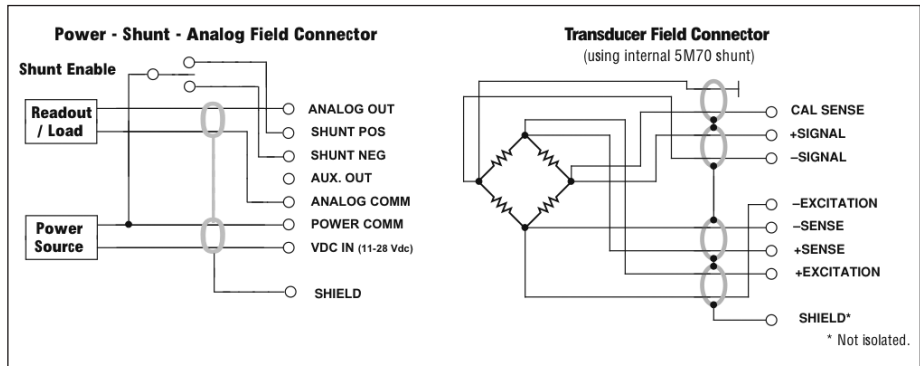 Power - Shunt - Analog Field Connector
Shunt Enable
Readout
/ Load
ANALOG OUT
SHUNT POS
SHUNT NEG
AUX. OUT
ANALOG COMM
Power
Source
POWER COMM
VDC IN (11-28 Vdc)
SHIELD
Transducer Field Connector
(using internal 5M70 shunt)
CAL SENSE
+SIGNAL
–SIGNAL
–EXCITATION
–SENSE
+SENSE
+EXCITATION
SHIELD*
* Not isolated.